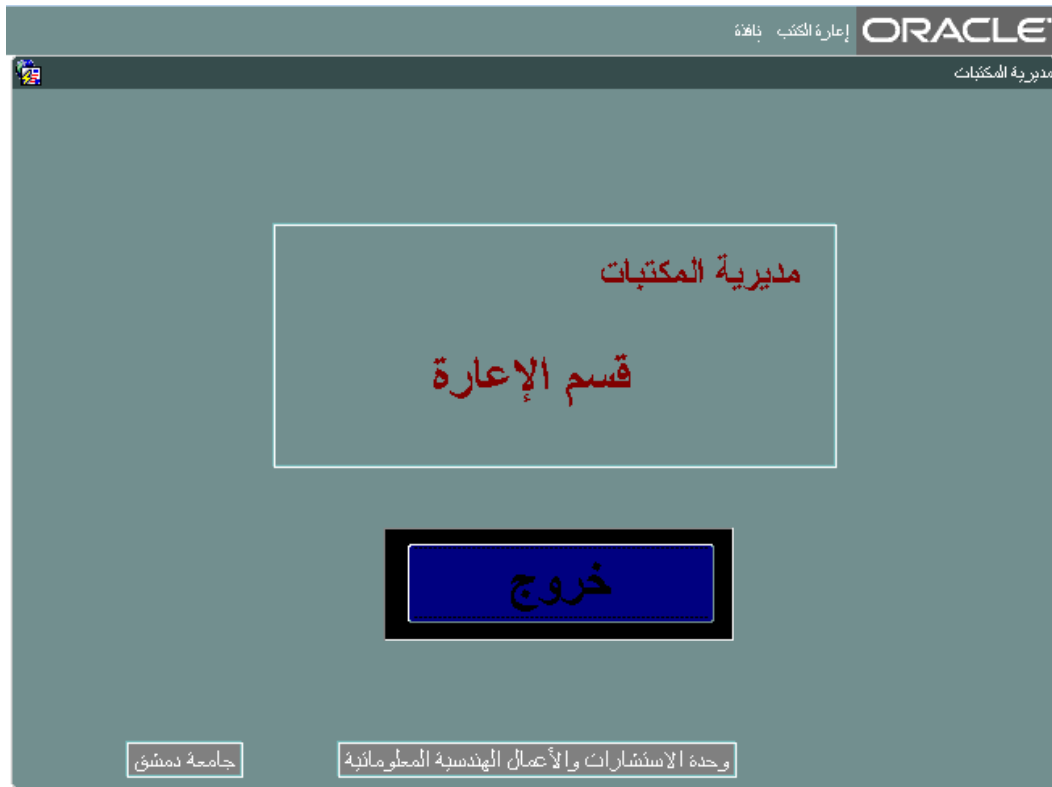 ORACLE إعارة الكتب نافذة
مديرية المكتبات
مديرية المكتبات
قسم الإعارة
خروج
وحدة الاستشارات والأعمال الهندسية المعلوماتية
جامعة دمشق